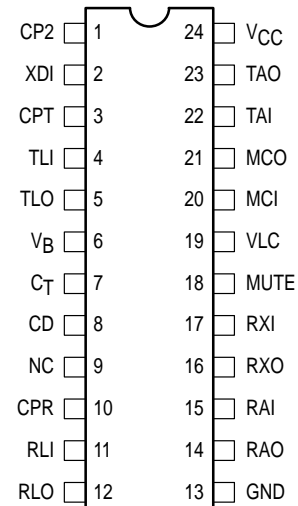 CP2 1 24 VCC
XDI 2 23 TAO
CPT 3 22 TAI
TLI 4 21 MCO
TLO 5 20 MCI
VB 6 19 VLC
CT 7 18 MUTE
CD 8 17 RXI
NC 9 16 RXO
CPR 10 15 RAI
RLI 11 14 RAO
RLO 12 13 GND